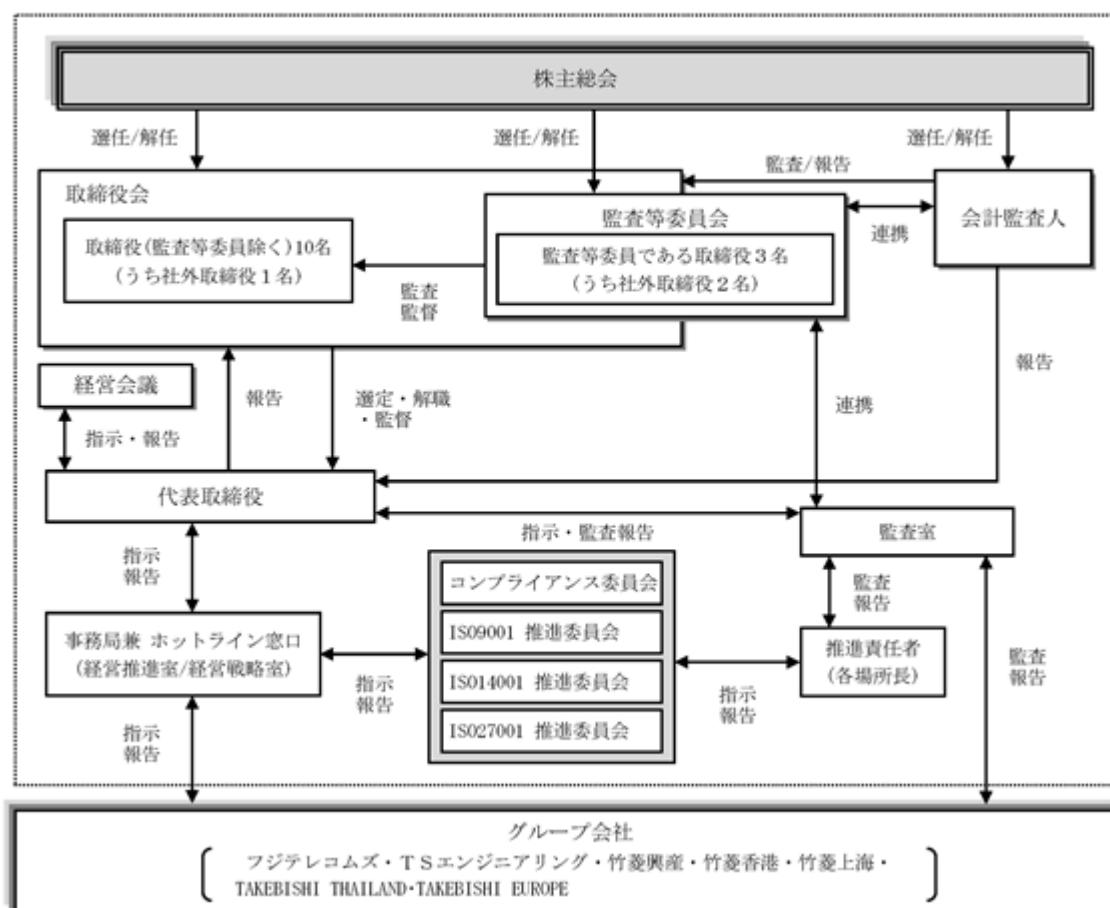 株主総会
選任/解任
選任/解任
選任/解任
監査/報告
取締役会
監査等委員会
会計監査人
連携
取締役(監査等委員除く)10名
(うち社外取締役1名)
監査等委員である取締役3名
(うち社外取締役2名)
監査
監督
経営会議
報告
選定・解職
・監督
連携
報告
指示・報告
代表取締役
指示・監査報告
監査室
指示
報告
コンプライアンス委員会
監査
報告
事務局兼 ホットライン窓口
(経営推進室/経営戦略室)
ISO9001 推進委員会
ISO14001 推進委員会
ISO27001 推進委員会
推進責任者
(各場所長)
指示
報告
指示
報告
監査
報告
指示
報告
グループ会社
フジテレコムズ・TSエンジニアリング・竹菱興産・竹菱香港・竹菱上海・
TAKEBISHI THAILAND・TAKEBISHI EUROPE